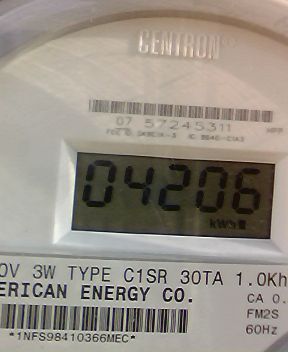 CENTRON®
07 57245311
04206
kWh
0V 3W TYPE C1SR 30TA 1.0Kh
ERICAN ENERGY CO. CA 0.
FM2S
*1NFS98410366MEC* 60Hz